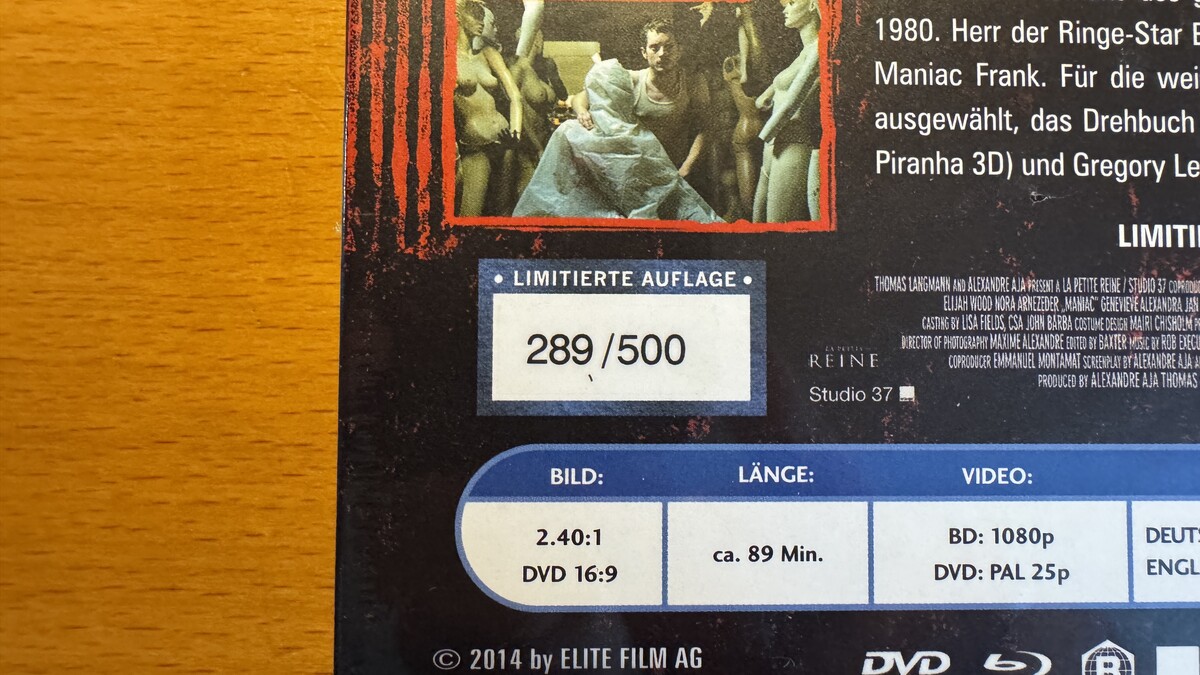 1980. Herr der Ringe-Star
Maniac Frank. Für die
ausgewählt, das Drehbuch
Piranha 3D) und Gregory
• LIMITIERTE AUFLAGE •
289/500
THOMAS LANGMANN AND ALEXANDRE AJA PRESENT A LA PETITE REINE / STUDIO 37
ELIJAH WOOD NORA ARNEZEDER „MANIAC" GENEVIEVE ALEXANDRA
CASTING BY LISA FIELDS, CSA JOHN BARBA COSTUME DESIGN MAIRI CHISHOLM
DIRECTOR OF PHOTOGRAPHY MAXIME ALEXANDRE EDITED BY BAXTER MUSIC BY ROB
COPRODUCER EMMANUEL MONTAMAT SCREENPLAY BY ALEXANDRE AJA
PRODUCED BY ALEXANDRE AJA THOMAS
LA PETITE
REINE
Studio 37
BILD: LÄNGE: VIDEO:
2.40:1
DVD 16:9
ca. 89 Min.
BD: 1080p
DVD: PAL 25p
© 2014 by ELITE FILM AG
DVD
R